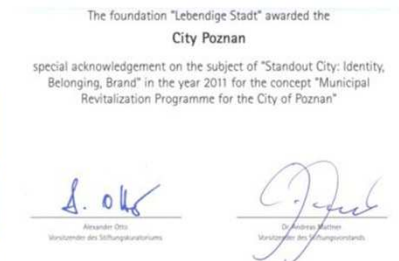 The foundation "Lebendige Stadt" awarded the
City Poznan
special acknowledgement on the subject of "Standout City: Identity,
Belonging, Brand" in the year 2011 for the concept "Municipal
Revitalization Programme for the City of Poznan"
A. Otto
Alexander Otto
Dr. Andreas Mattner
Vorsitzender des Stiftungskuratoriums
Vorsitzender des Stiftungsvorstands